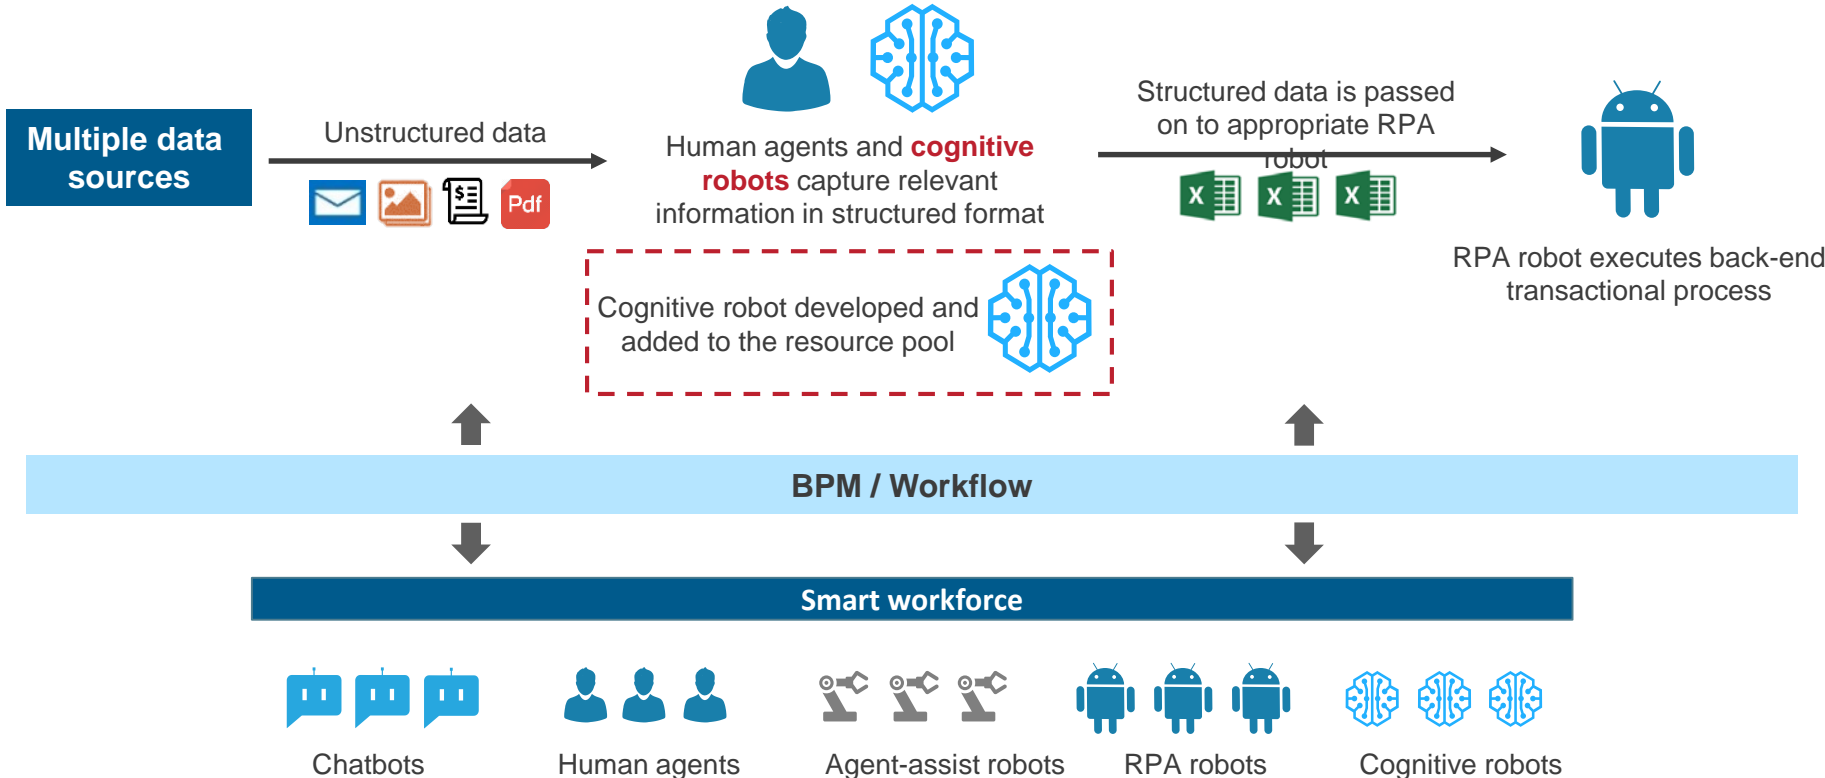 Multiple data
sources
Unstructured data
Pdf
Human agents and cognitive
robots capture relevant
information in structured format
Structured data is passed
on to appropriate RPA
robot
X
X
X
RPA robot executes back-end
transactional process
Cognitive robot developed and
added to the resource pool
BPM / Workflow
Smart workforce
Chatbots
Human agents
Agent-assist robots
RPA robots
Cognitive robots